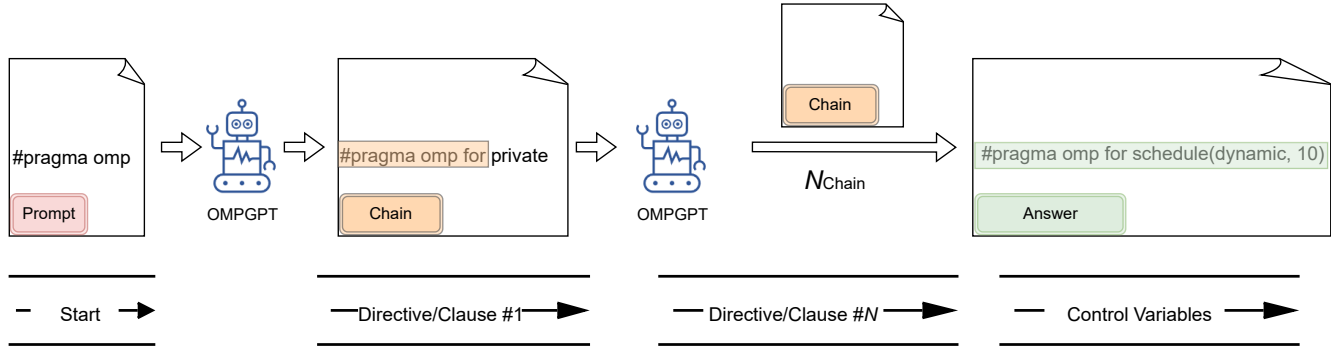 #pragma omp
Prompt
OMPGPT
#pragma omp for private
Chain
OMPGPT
Chain
NChain
#pragma omp for schedule(dynamic, 10)
Answer
Start
Directive/Clause #1
Directive/Clause #N
Control Variables